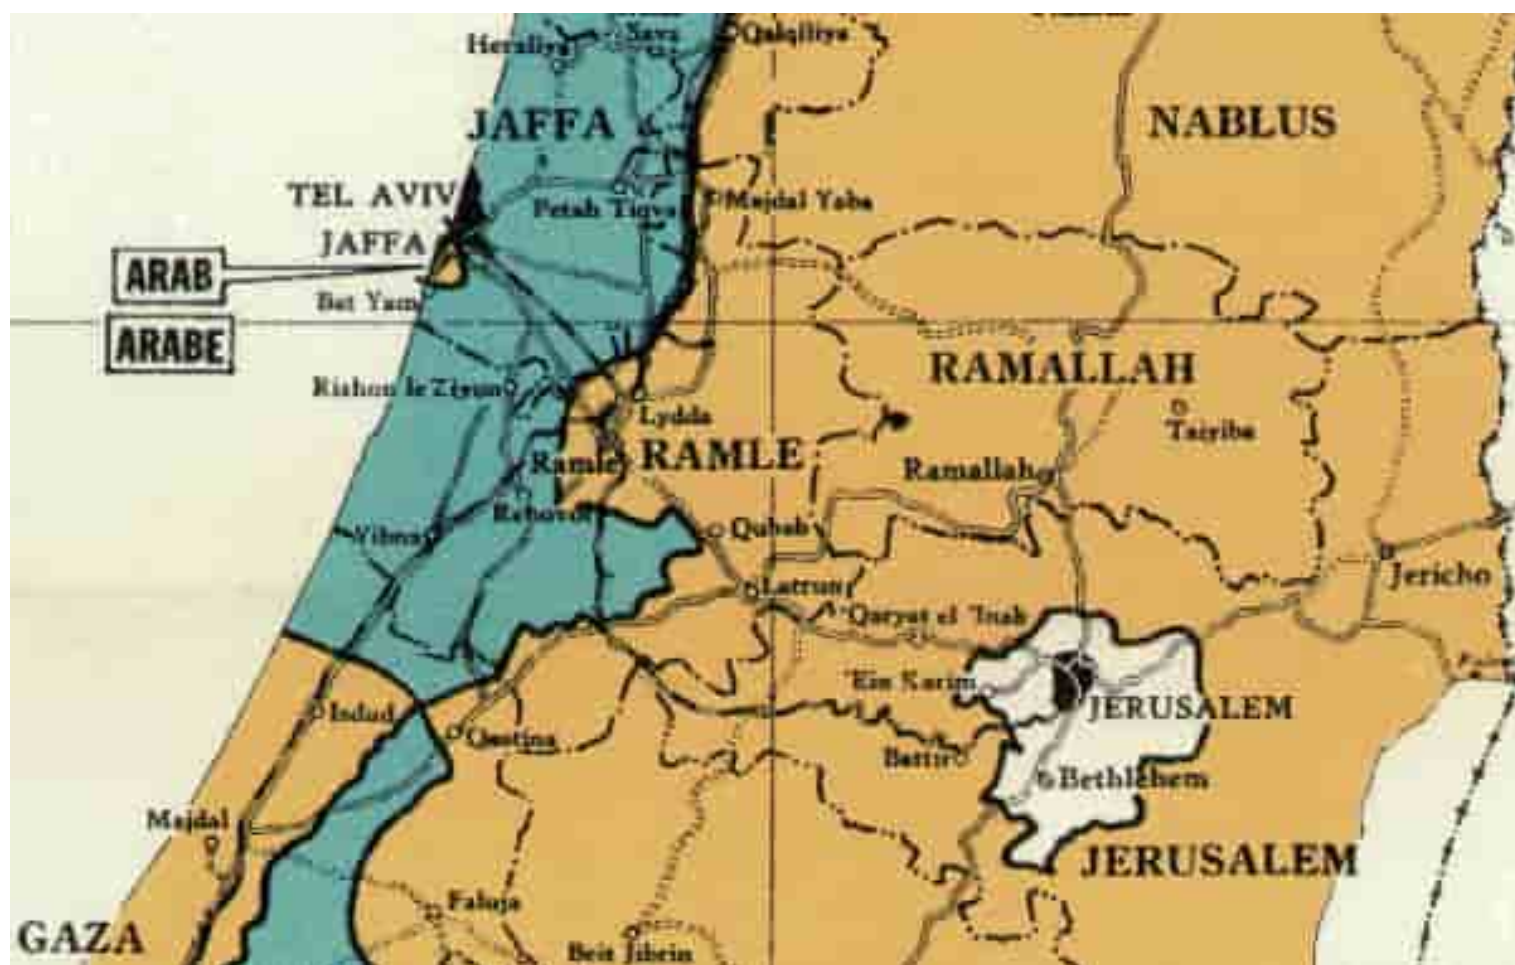 Herzliya
Sava
Qalqiliya
JAFFA
NABLUS
TEL AVIV
Petah Tiqva
Majdal Yaba
JAFFA
ARAB
Bat Yam
ARABE
RAMALLAH
Rishon le Ziyon
Lydda
Taiyiba
Ramle
RAMLE
Ramallah
Rehovot
Yibna
Qubab
Jericho
Latrun
Qaryat el 'Inab
'Ein Karim
JERUSALEM
Isdud
Qastina
Battir
Bethlehem
Majdal
JERUSALEM
Faluja
GAZA
Beit Jibrin